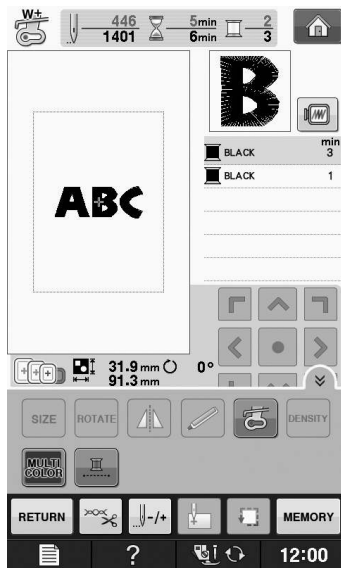 W+
446 5min 2
1401 6min 3
B
min
BLACK 3
BLACK 1
ABC
31.9 mm 0°
91.3 mm
SIZE ROTATE DENSITY
MULTI
COLOR
RETURN -/+ MEMORY
? 12:00